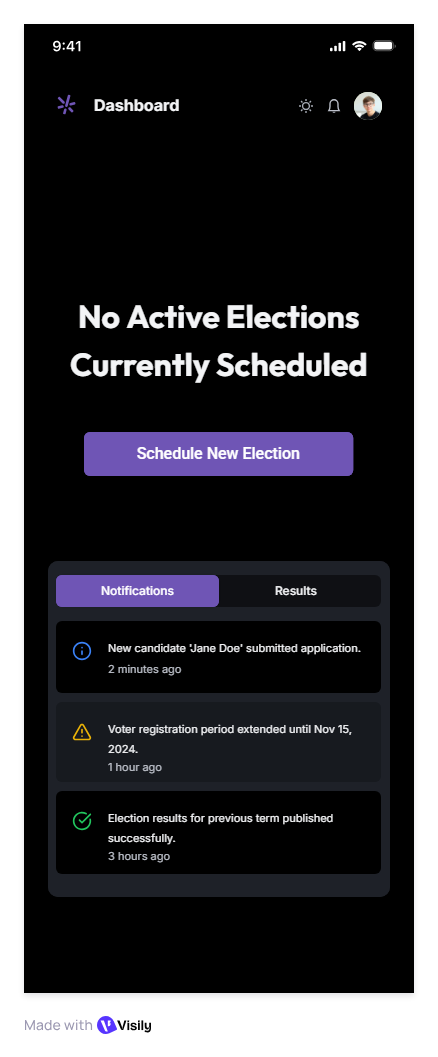 9:41
Dashboard
No Active Elections
Currently Scheduled
Schedule New Election
Notifications
Results
New candidate 'Jane Doe' submitted application.
2 minutes ago
Voter registration period extended until Nov 15,
2024.
1 hour ago
Election results for previous term published
successfully.
3 hours ago
Made with Visily